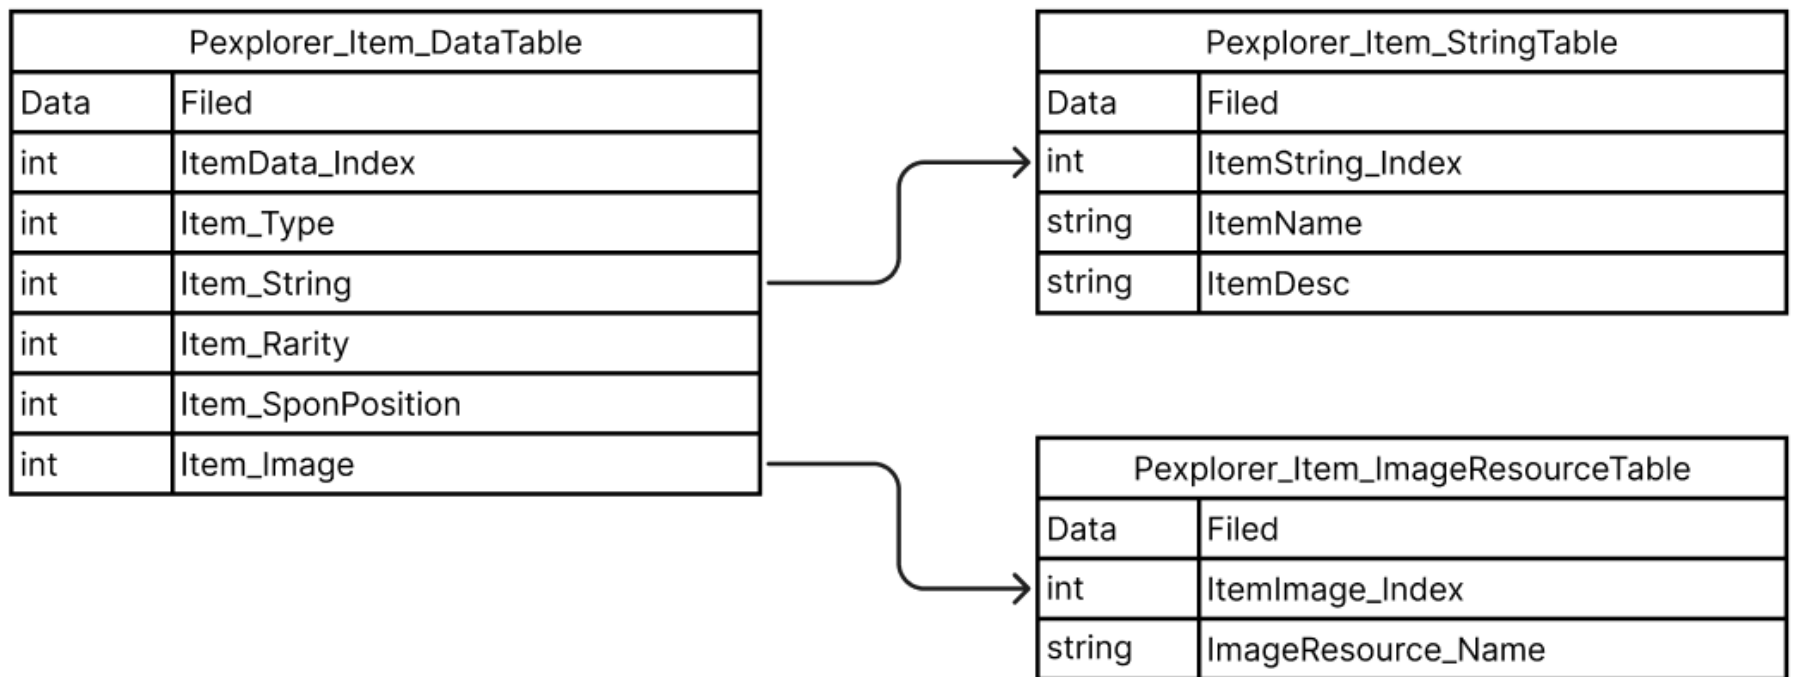 Pexplorer_Item_DataTable
Data Filed
int ItemData_Index
int Item_Type
int Item_String
int Item_Rarity
int Item_SponPosition
int Item_Image
Pexplorer_Item_StringTable
Data Filed
int ItemString_Index
string ItemName
string ItemDesc
Pexplorer_Item_ImageResourceTable
Data Filed
int ItemImage_Index
string ImageResource_Name